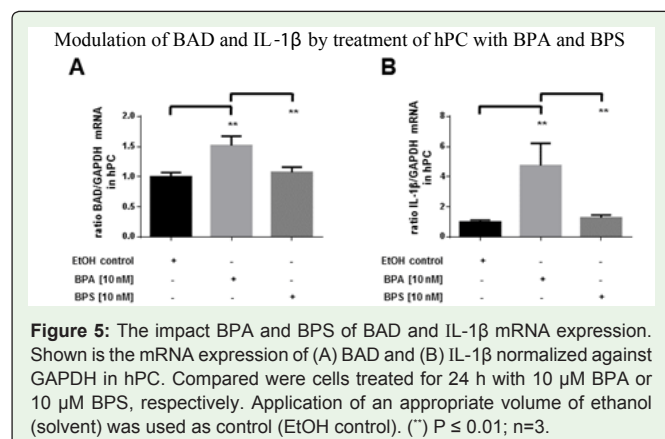 Modulation of BAD and IL-1β by treatment of hPC with BPA and BPS
A
ratio BAD/GAPDH mRNA
in hPC
2.0
1.5
1.0
0.5
0.0
**
**
EtOH control + - -
BPA [10 nM] - + -
BPS [10 nM] - - +
B
ratio IL-1β/GAPDH mRNA
in hPC
8
6
4
2
0
**
**
EtOH control + - -
BPA [10 nM] - + -
BPS [10 nM] - - +
Figure 5: The impact BPA and BPS of BAD and IL-1β mRNA expression.
Shown is the mRNA expression of (A) BAD and (B) IL-1β normalized against
GAPDH in hPC. Compared were cells treated for 24 h with 10 µM BPA or
10 µM BPS, respectively. Application of an appropriate volume of ethanol
(solvent) was used as control (EtOH control). (**) P ≤ 0.01; n=3.